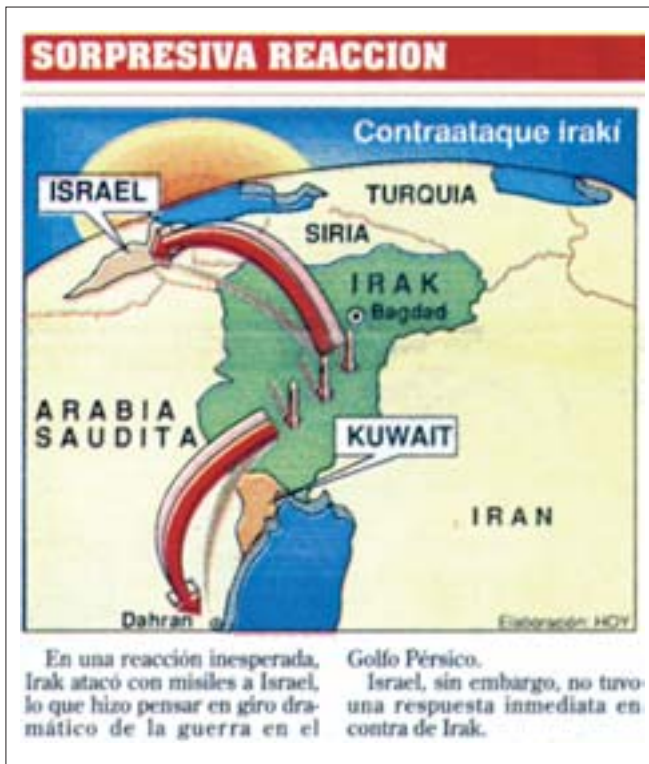 SORPRESIVA REACCION
Contraataque irakí
ISRAEL
TURQUIA
SIRIA
IRAK
Bagdad
ARABIA
SAUDITA
KUWAIT
IRAN
Dahran
Elaboración: HOY
En una reacción inesperada,
Irak atacó con misiles a Israel,
lo que hizo pensar en giro dra-
mático de la guerra en el
Golfo Pérsico.
Israel, sin embargo, no tuvo
una respuesta inmediata en
contra de Irak.